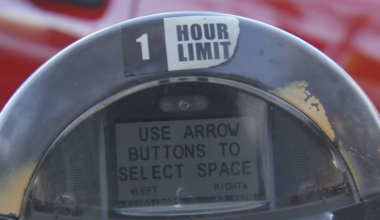 1 HOUR
LIMIT
USE ARROW
BUTTONS TO
SELECT SPACE
LEFT RIGHT